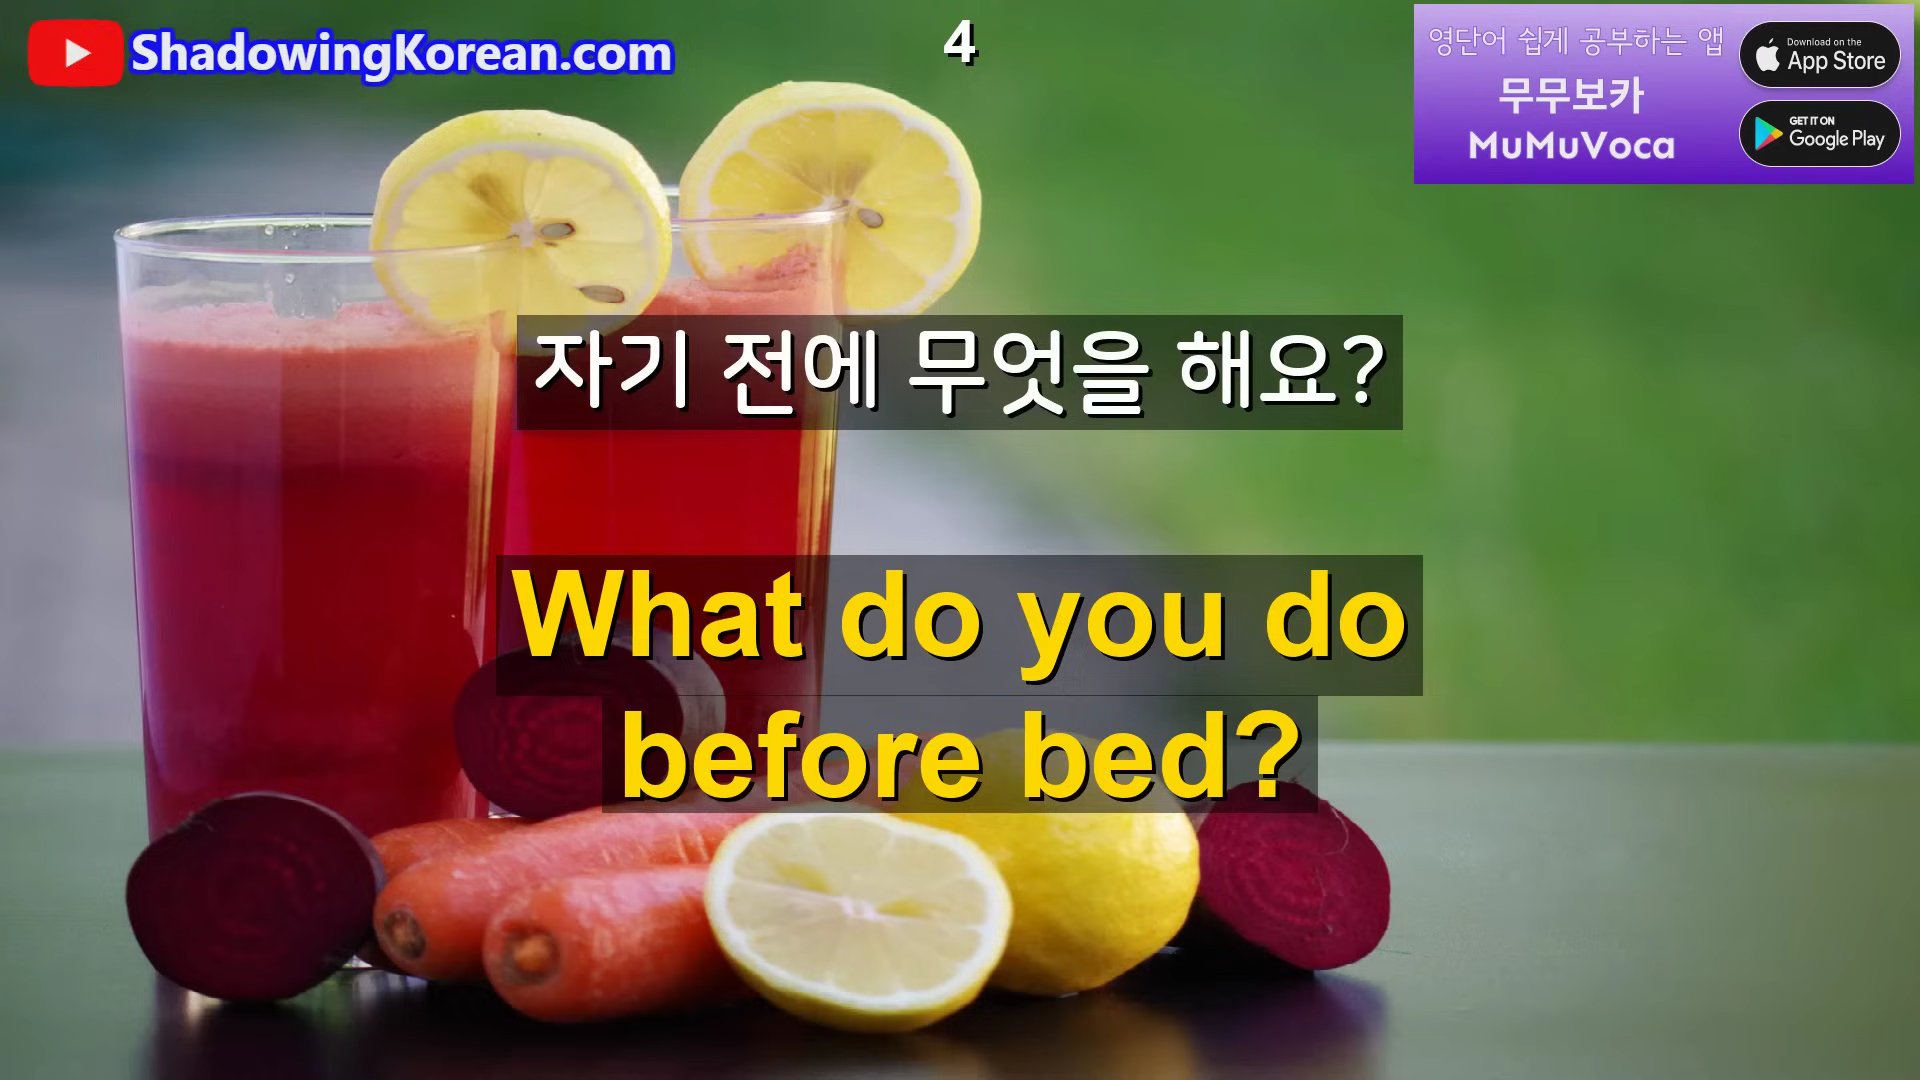 ShadowingKorean.com
4
영단어 쉽게 공부하는 앱
무무보카
MuMuVoca
Download on the
App Store
GET IT ON
Google Play
자기 전에 무엇을 해요?
What do you do
before bed?